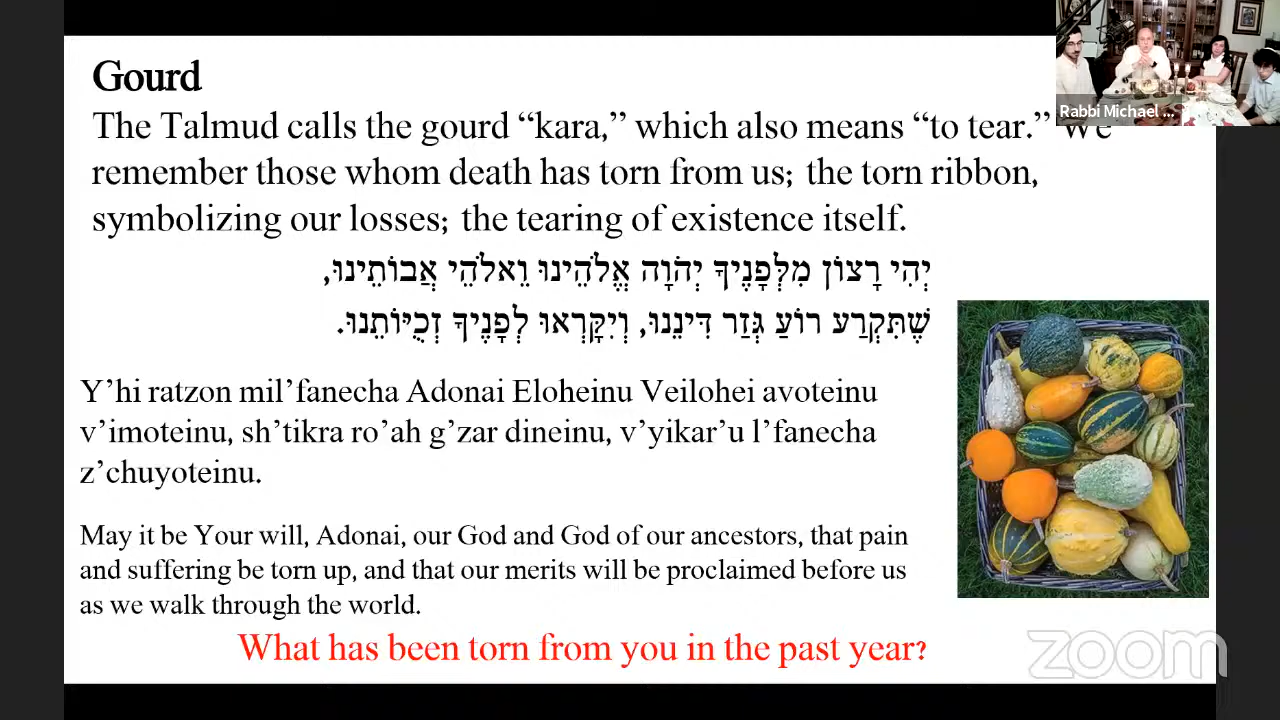 Gourd
The Talmud calls the gourd “kara,” which also means “to tear.” We
remember those whom death has torn from us; the torn ribbon,
symbolizing our losses; the tearing of existence itself.
יְהִי רָצוֹן מִלְּפָנֶיךָ יְהֹוָה אֱלֹהֵינוּ וֵאלֹהֵי אֲבוֹתֵינוּ,
שֶׁתִּקְרַע רוֹעַ גְּזַר דִּינֵנוּ, וְיִקָּרְאוּ לְפָנֶיךָ זְכֻיּוֹתֵנוּ.
Y’hi ratzon mil’fanecha Adonai Eloheinu Veilohei avoteinu
v’imoteinu, sh’tikra ro’ah g’zar dineinu, v’yikar’u l’fanecha
z’chuyoteinu.
May it be Your will, Adonai, our God and God of our ancestors, that pain
and suffering be torn up, and that our merits will be proclaimed before us
as we walk through the world.
What has been torn from you in the past year?
Rabbi Michael ...
zoom